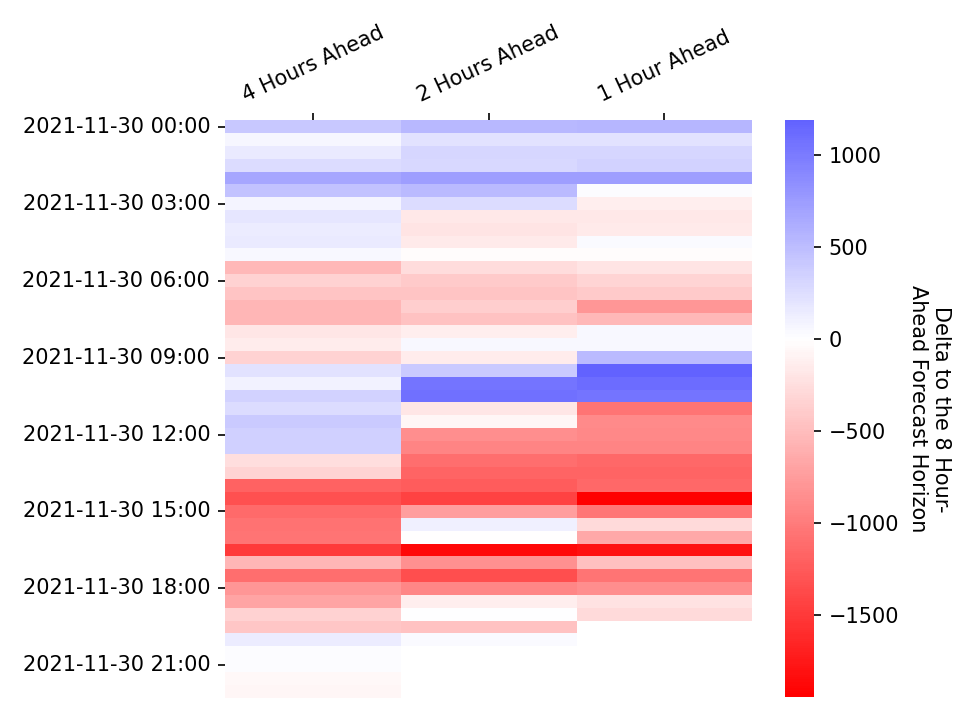 4 Hours Ahead
2 Hours Ahead
1 Hour Ahead
2021-11-30 00:00
2021-11-30 03:00
2021-11-30 06:00
2021-11-30 09:00
2021-11-30 12:00
2021-11-30 15:00
2021-11-30 18:00
2021-11-30 21:00
1000
500
0
−500
−1000
−1500
Delta to the 8 Hour-
Ahead Forecast Horizon